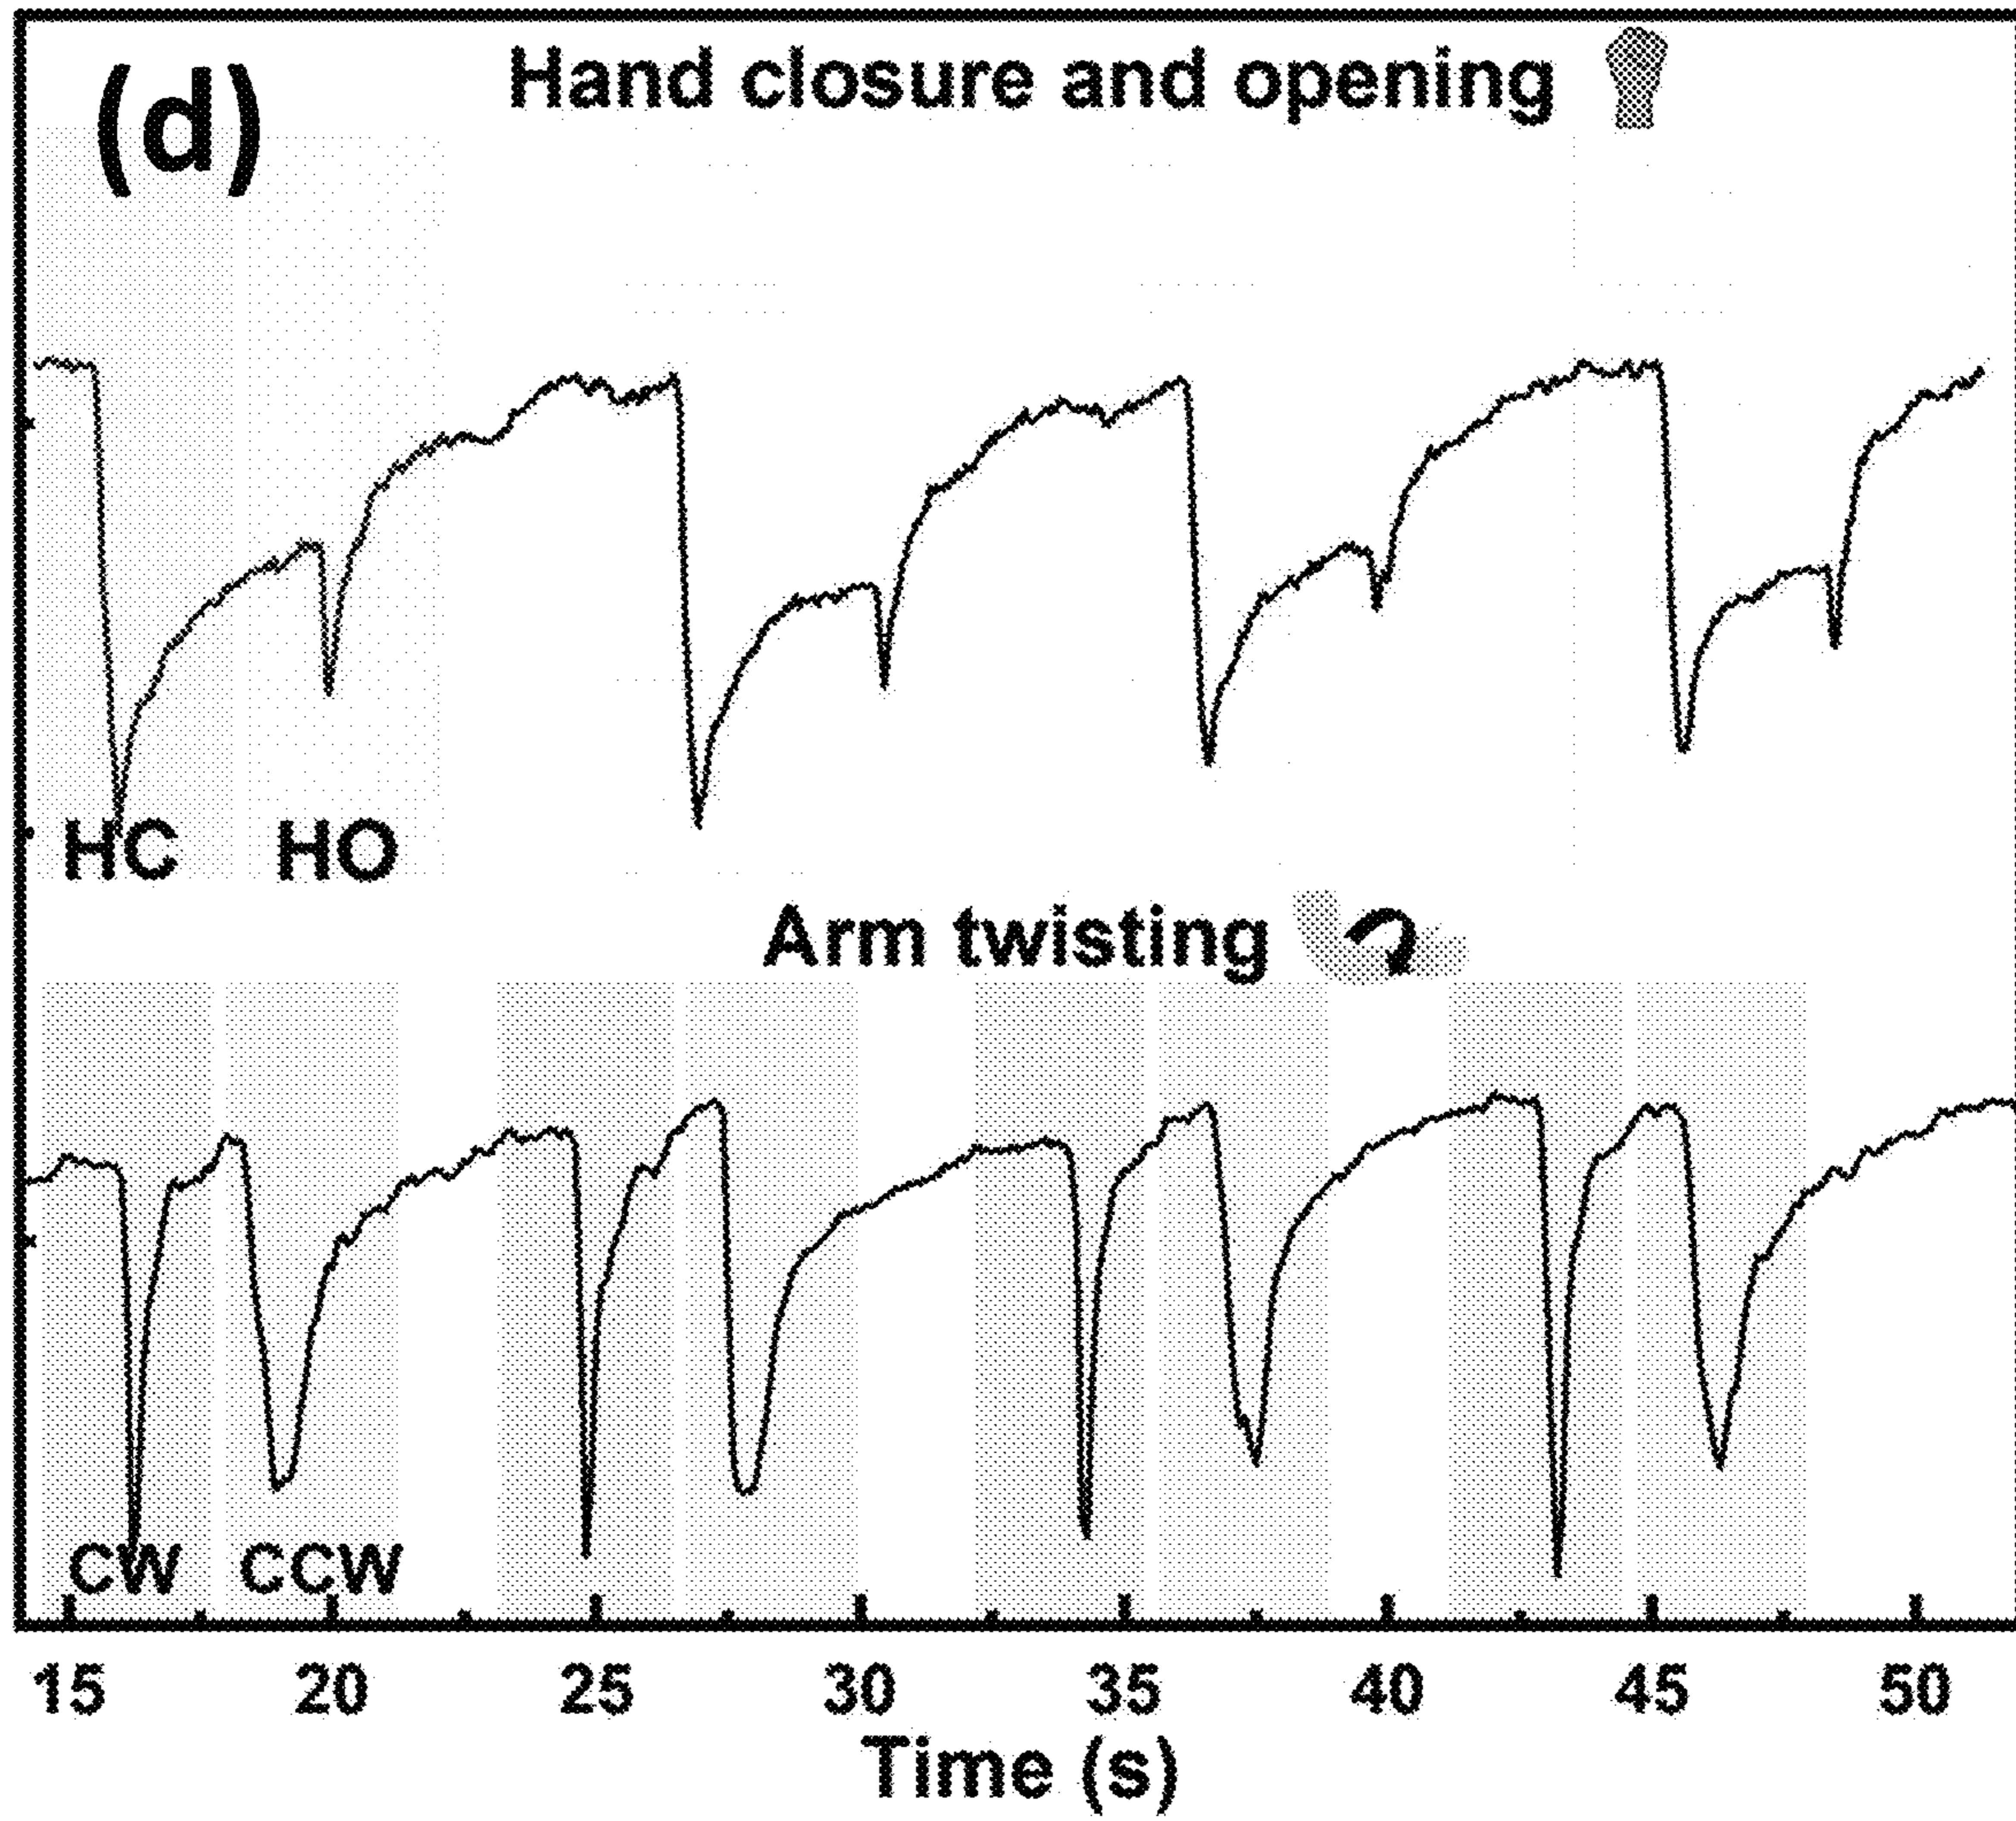 (d)
Hand closure and opening
HC HO
Arm twisting
CW CCW
15 20 25 30 35 40 45 50
Time (s)